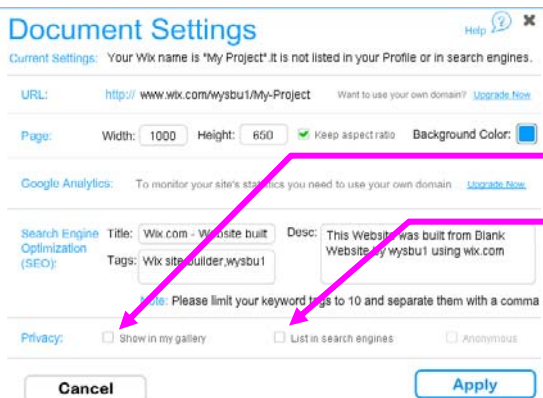 Document Settings
Help ? ✖
Current Settings: Your Wix name is "My Project".It is not listed in your Profile or in search engines.
URL: http:// www.wix.com/wysbu1/My-Project Want to use your own domain? Upgrade Now
Page: Width: 1000 Height: 650 Keep aspect ratio Background Color:
Google Analytics: To monitor your site's statistics you need to use your own domain Upgrade Now
Search Engine Optimization (SEO):
Title: Wix.com - Website built
Desc: This Website was built from Blank
Website by wysbu1 using wix.com
Tags: Wix site builder,wysbu1
Note: Please limit your keyword tags to 10 and separate them with a comma
Privacy: Show in my gallery List in search engines Anonymous
Cancel Apply